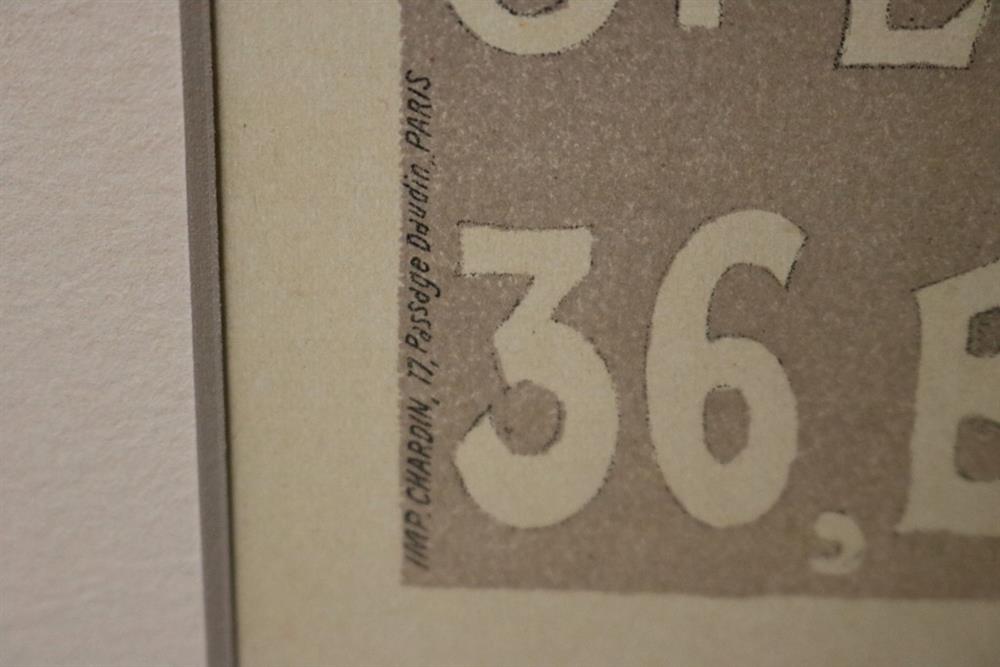 IMP. CHARDIN, 17, Passage Daudin, PARIS
36,